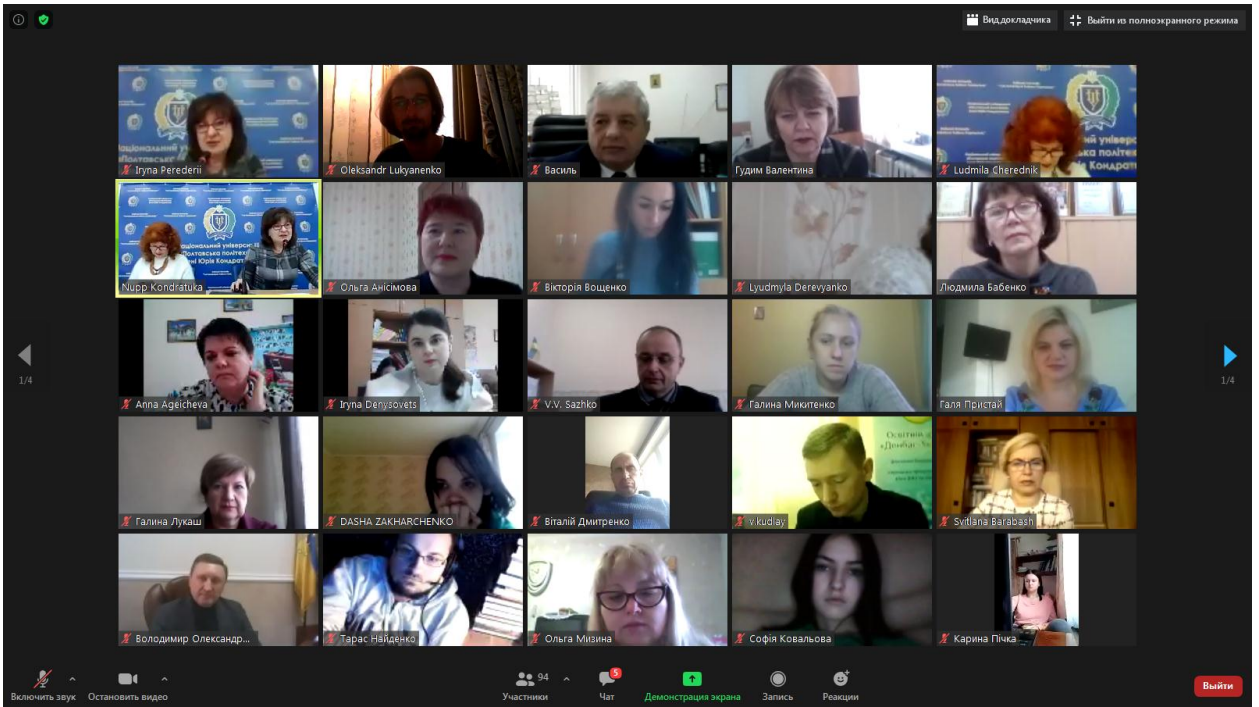 Вид докладчика
Выйти из полноэкранного режима
Iryna Perederii
Oleksandr Lukyanenko
Василь
Гудим Валентина
Ludmila Cherednik
Nupp Kondratuka
Ольга Анісімова
Вікторія Вощенко
Lyudmyla Derevyanko
Людмила Бабенко
1/4
1/4
Anna Ageicheva
Iryna Denysovets
V.V. Sazhko
Галина Микитенко
Галя Пристай
Галина Лукаш
DASHA ZAKHARCHENKO
Віталій Дмитренко
v.kudlay
Svitlana Barabash
Володимир Олександр...
Тарас Найденко
Ольга Мизина
Софія Ковальова
Карина Пічка
Включить звук
Остановить видео
94
Участники
5
Чат
Демонстрация экрана
Запись
Реакции
Выйти